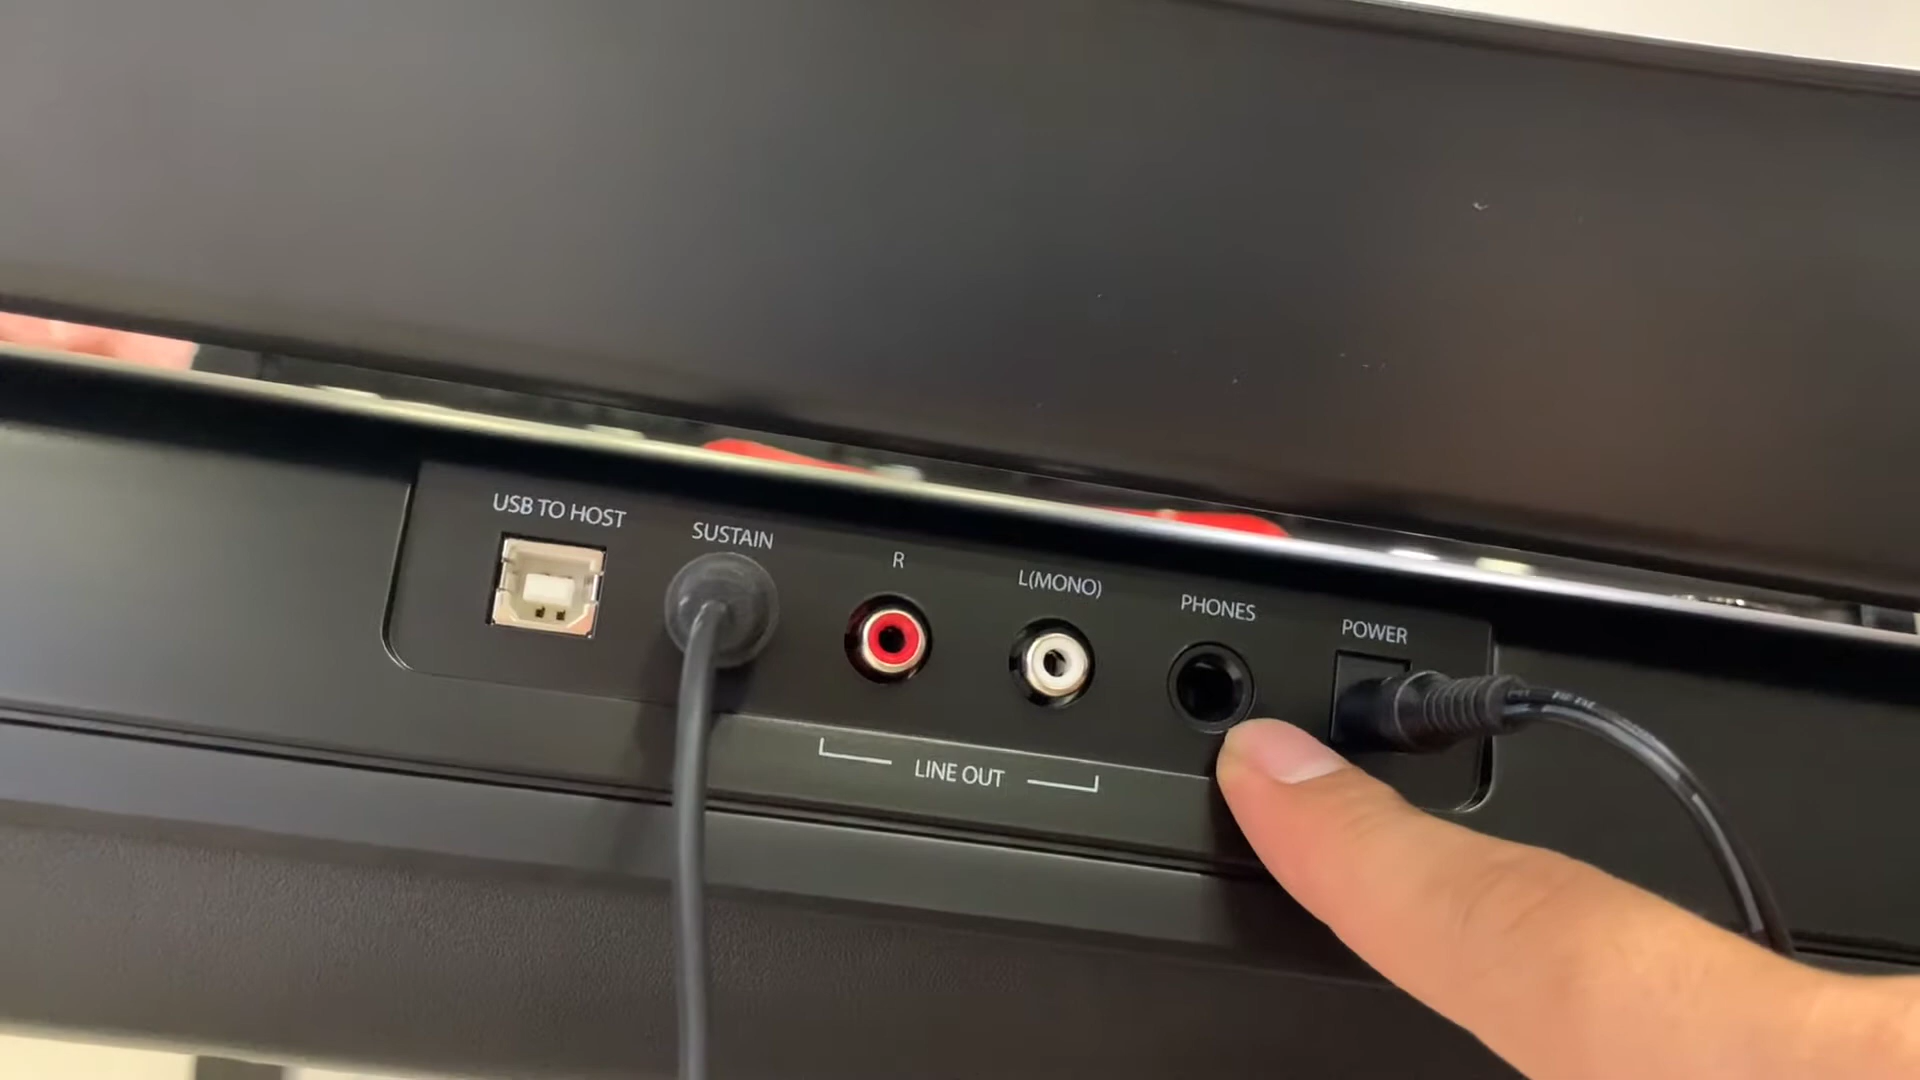 USB TO HOST
SUSTAIN
R
L(MONO)
PHONES
POWER
LINE OUT